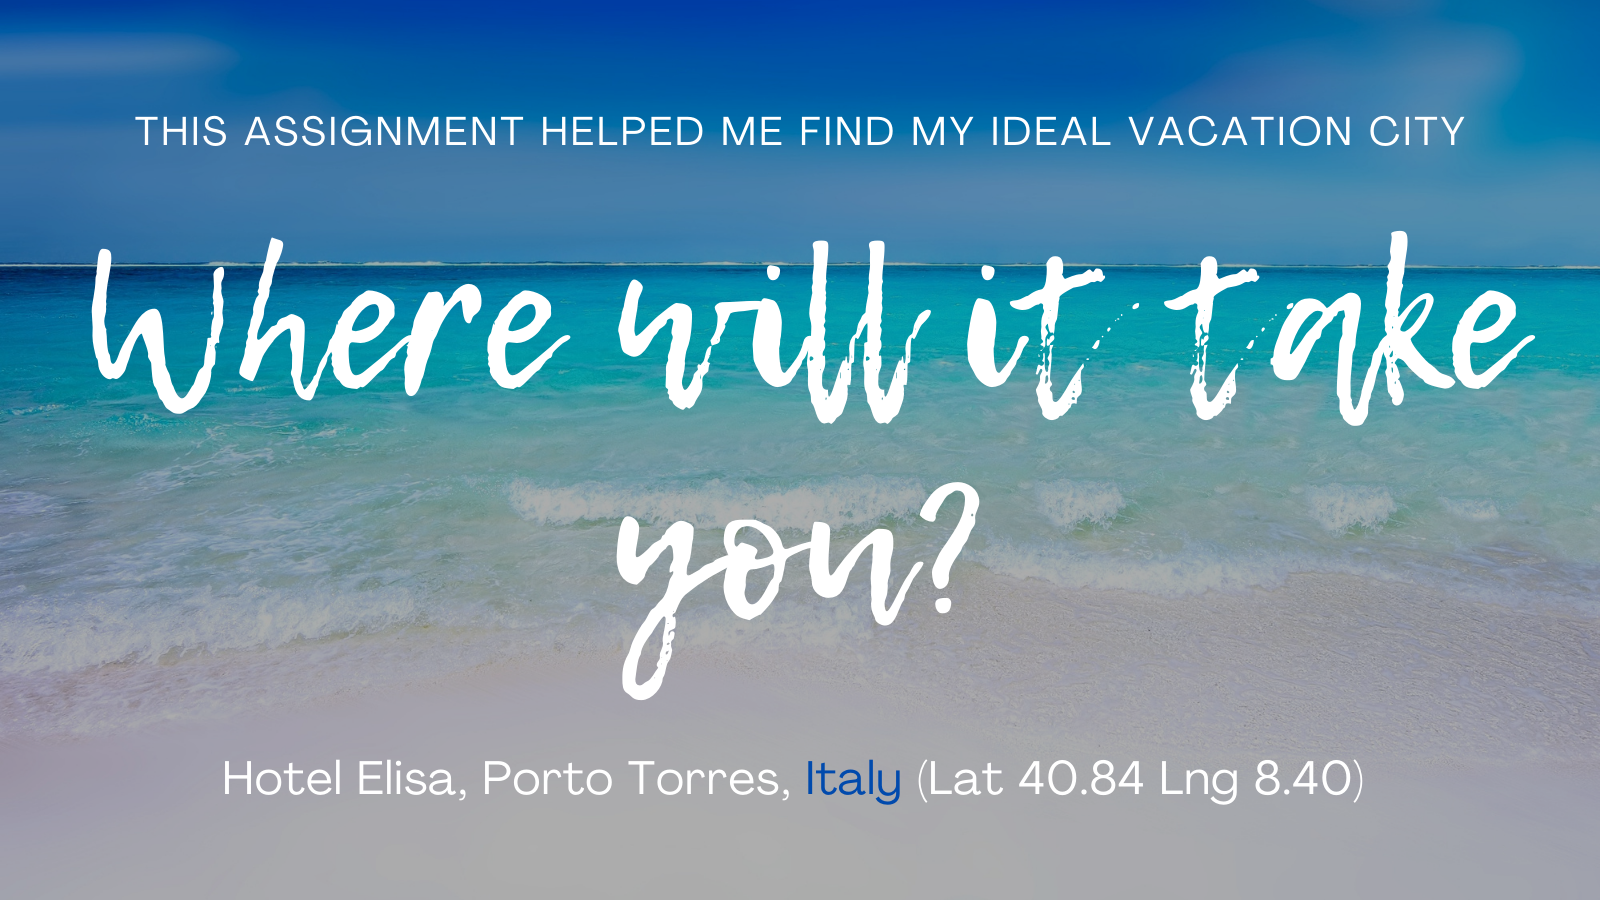 THIS ASSIGNMENT HELPED ME FIND MY IDEAL VACATION CITY
Where will it take
you?
Hotel Elisa, Porto Torres, Italy (Lat 40.84 Lng 8.40)